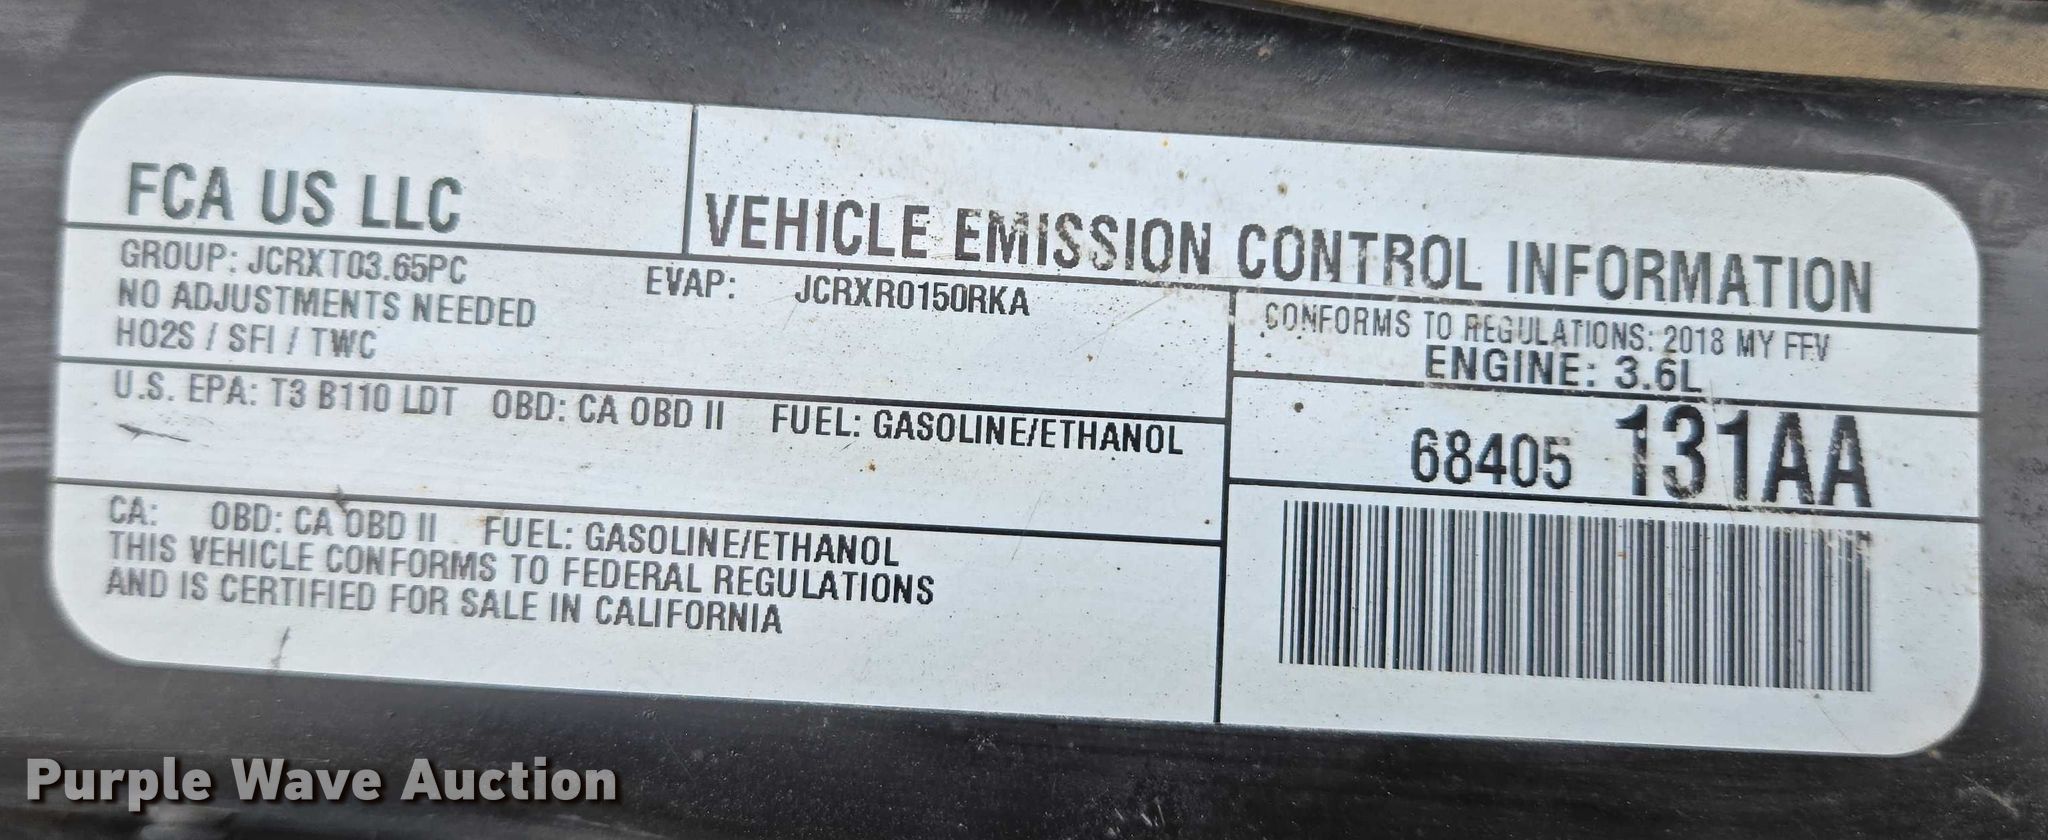 FCA US LLC
VEHICLE EMISSION CONTROL INFORMATION
GROUP: JCRXT03.65PC
EVAP: JCRXR0150RKA
NO ADJUSTMENTS NEEDED
HO2S / SFI / TWC
CONFORMS TO REGULATIONS: 2018 MY FFV
ENGINE: 3.6L
U.S. EPA: T3 B110 LDT OBD: CA OBD II FUEL: GASOLINE/ETHANOL
68405 131AA
CA: OBD: CA OBD II FUEL: GASOLINE/ETHANOL
THIS VEHICLE CONFORMS TO FEDERAL REGULATIONS
AND IS CERTIFIED FOR SALE IN CALIFORNIA
Purple Wave Auction